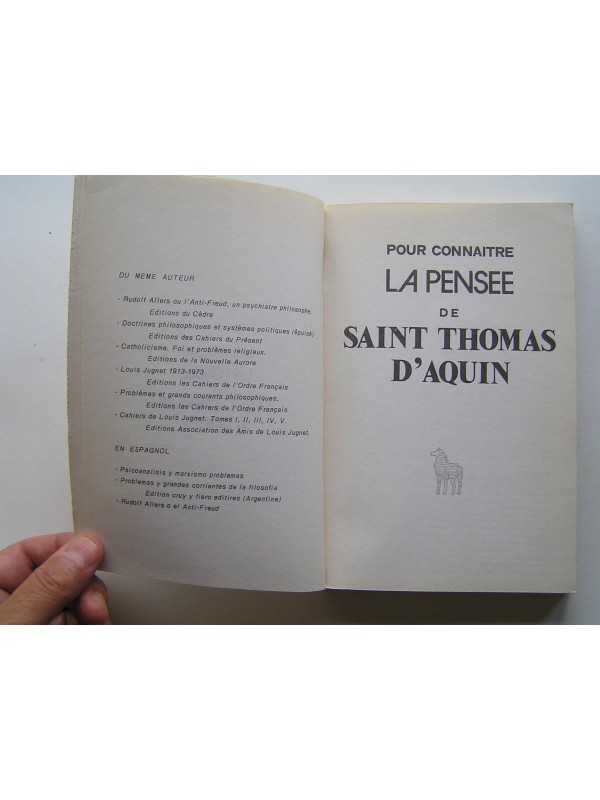 DU MEME AUTEUR
- Rudolf Allers ou l'Anti-Freud, un psychiatre philosophe.
Editions du Cèdre
- Doctrines philosophiques et systèmes politiques (épuisé)
Editions des Cahiers du Présent
- Catholicisme. Foi et problèmes religieux.
Editions de la Nouvelle Aurore
- Louis Jugnet 1913-1973
Editions les Cahiers de l'Ordre Français
- Problèmes et grands courants philosophiques.
Editions les Cahiers de l'Ordre Français
- Cahiers de Louis Jugnet. Tomes I, II, III, IV, V.
Editions Association des Amis de Louis Jugnet.
EN ESPAGNOL
- Psicoanalisis y marxismo problemas
- Problemas y grandes corrientes de la filosofia
Edition cruy y fiero editires (Argentine)
- Rudolf Allers o el Anti-Freud
POUR CONNAITRE
LA PENSEE
DE
SAINT THOMAS
D'AQUIN